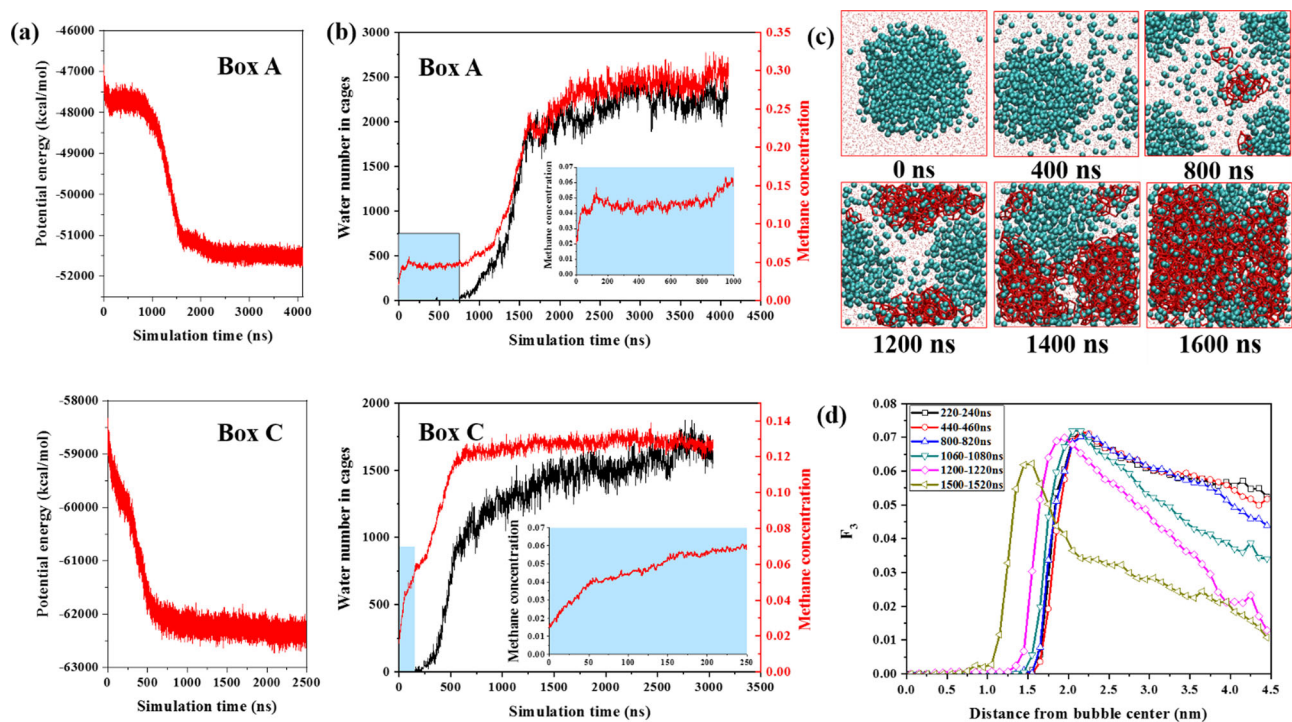 (a)
Box A
Potential energy (kcal/mol)
-46000
-47000
-48000
-49000
-50000
-51000
-52000
0 1000 2000 3000 4000
Simulation time (ns)
(b)
Box A
Water number in cages
3000
2500
2000
1500
1000
500
0
Methane concentration
0.35
0.30
0.25
0.20
0.15
0.10
0.05
0.00
Methane concentration
0.07
0.06
0.05
0.04
0.03
0.02
0.01
0.00
0 200 400 600 800 1000
0 500 1000 1500 2000 2500 3000 3500 4000 4500
Simulation time (ns)
(c)
0 ns 400 ns 800 ns
1200 ns 1400 ns 1600 ns
Box C
Potential energy (kcal/mol)
-58000
-59000
-60000
-61000
-62000
-63000
0 500 1000 1500 2000 2500
Simulation time (ns)
Box C
Water number in cages
2000
1750
1500
1250
1000
750
500
250
0
Methane concentration
0.14
0.12
0.10
0.08
0.06
0.04
0.02
0.00
Methane concentration
0.07
0.06
0.05
0.04
0.03
0.02
0.01
0.00
0 50 100 150 200 250
0 500 1000 1500 2000 2500 3000 3500
Simulation time (ns)
(d)
F3
0.08
0.07
0.06
0.05
0.04
0.03
0.02
0.01
0.00
220-240ns
440-460ns
800-820ns
1060-1080ns
1200-1220ns
1500-1520ns
0.0 0.5 1.0 1.5 2.0 2.5 3.0 3.5 4.0 4.5
Distance from bubble center (nm)